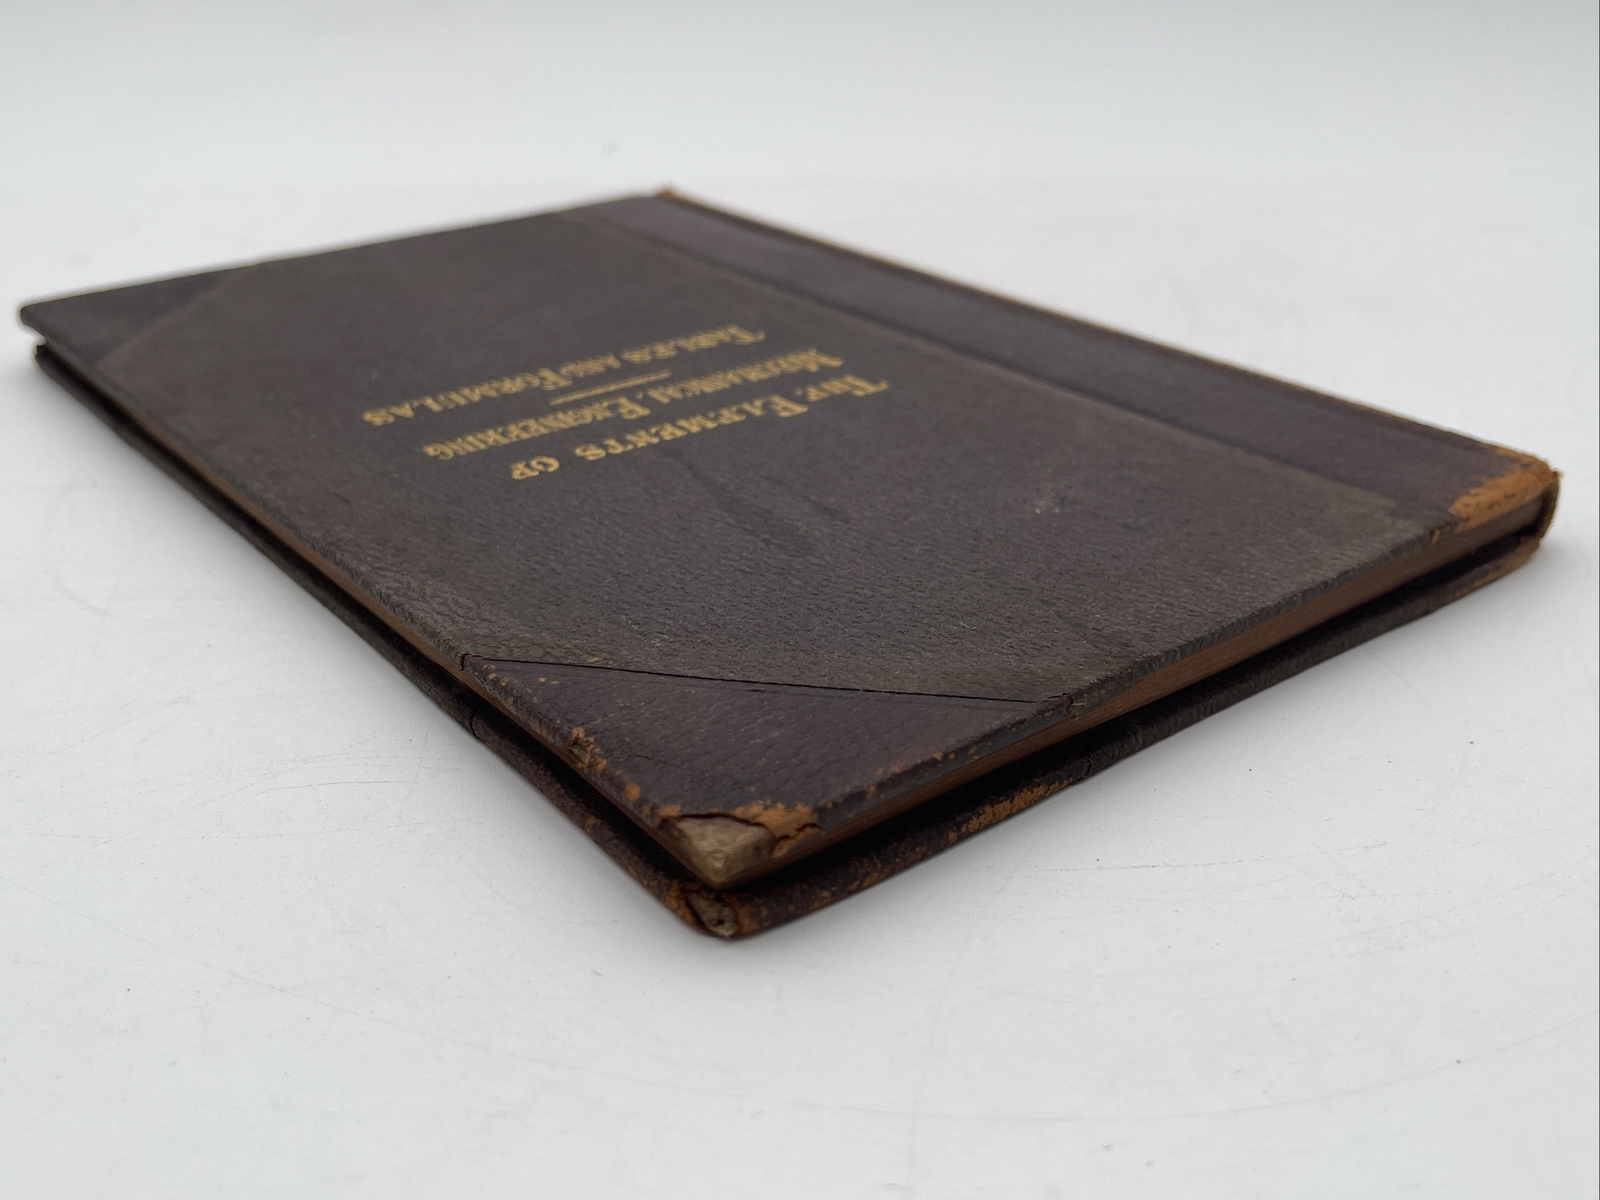 THE ELEMENTS OF
MECHANICAL ENGINEERING
TABLES AND FORMULAS